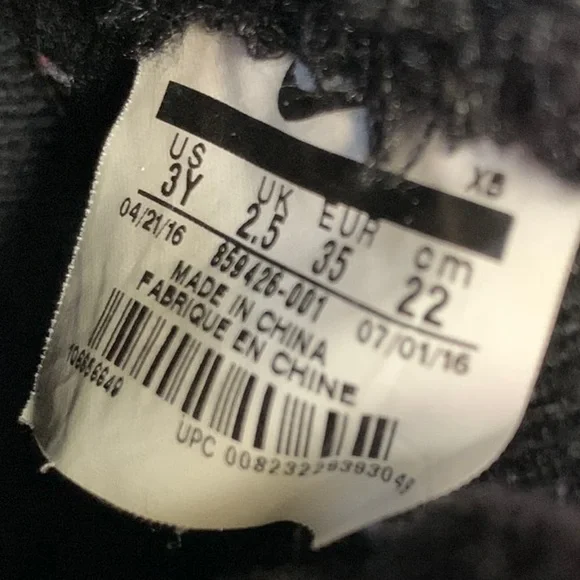 XB
US UK EUR cm
3Y 2.5 35 22
04/21/16 859426-001 07/01/16
MADE IN CHINA
FABRIQUE EN CHINE
UPC